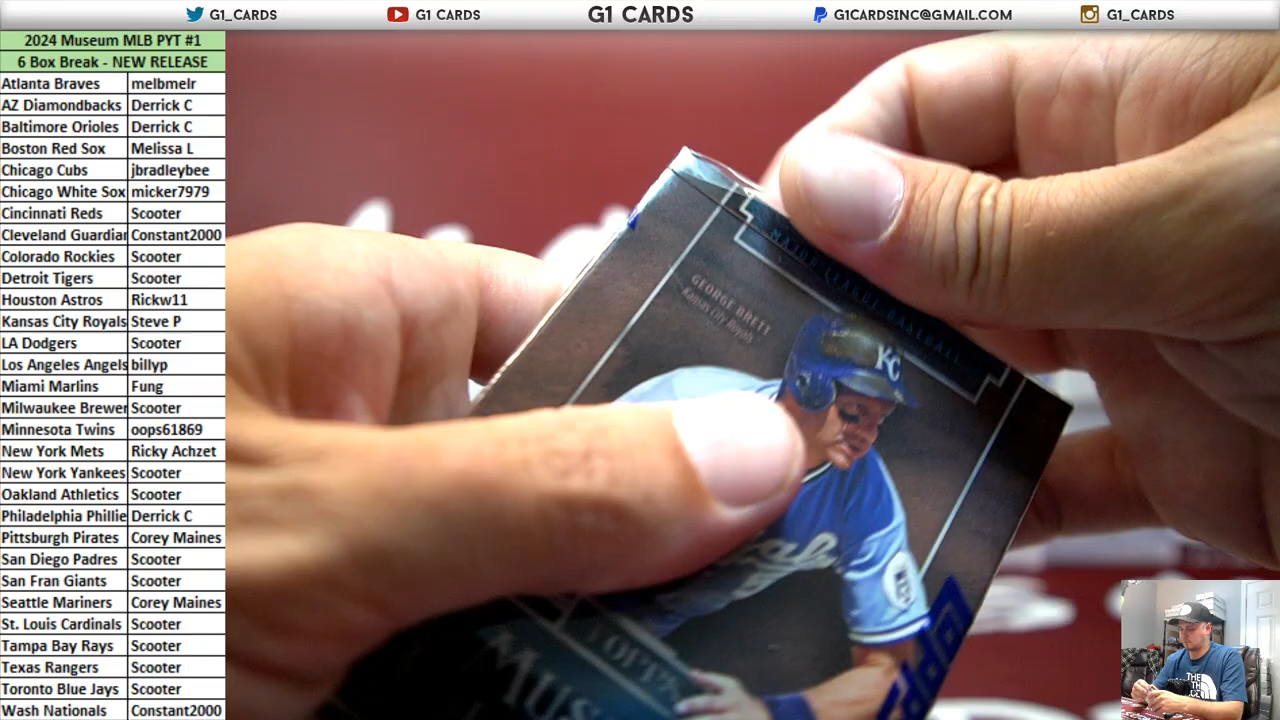 G1_CARDS
G1 CARDS
G1 CARDS
G1CARDSINC@GMAIL.COM
G1_CARDS
2024 Museum MLB PYT #1
6 Box Break - NEW RELEASE
Atlanta Braves melbmelr
AZ Diamondbacks Derrick C
Baltimore Orioles Derrick C
Boston Red Sox Melissa L
Chicago Cubs jbradleybee
Chicago White Sox micker7979
Cincinnati Reds Scooter
Cleveland Guardian Constant2000
Colorado Rockies Scooter
Detroit Tigers Scooter
Houston Astros Rickw11
Kansas City Royals Steve P
LA Dodgers Scooter
Los Angeles Angels billyp
Miami Marlins Fung
Milwaukee Brewer Scooter
Minnesota Twins oops61869
New York Mets Ricky Achzet
New York Yankees Scooter
Oakland Athletics Scooter
Philadelphia Phillie Derrick C
Pittsburgh Pirates Corey Maines
San Diego Padres Scooter
San Fran Giants Scooter
Seattle Mariners Corey Maines
St. Louis Cardinals Scooter
Tampa Bay Rays Scooter
Texas Rangers Scooter
Toronto Blue Jays Scooter
Wash Nationals Constant2000
MAJOR LEAGUE BASEBALL
GEORGE BRETT
Kansas City Royals
KC
TOPPS
THE